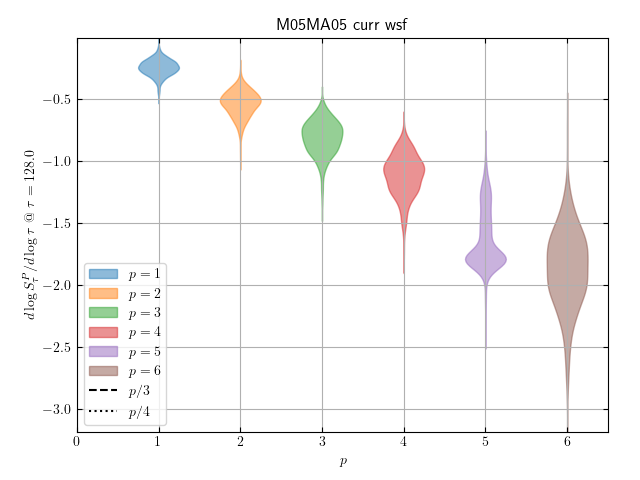 M05MA05 curr wsf
d log S_τ^P/d log τ @ τ = 128.0
−0.5
−1.0
−1.5
−2.0
−2.5
−3.0
p = 1
p = 2
p = 3
p = 4
p = 5
p = 6
p/3
p/4
0 1 2 3 4 5 6
p